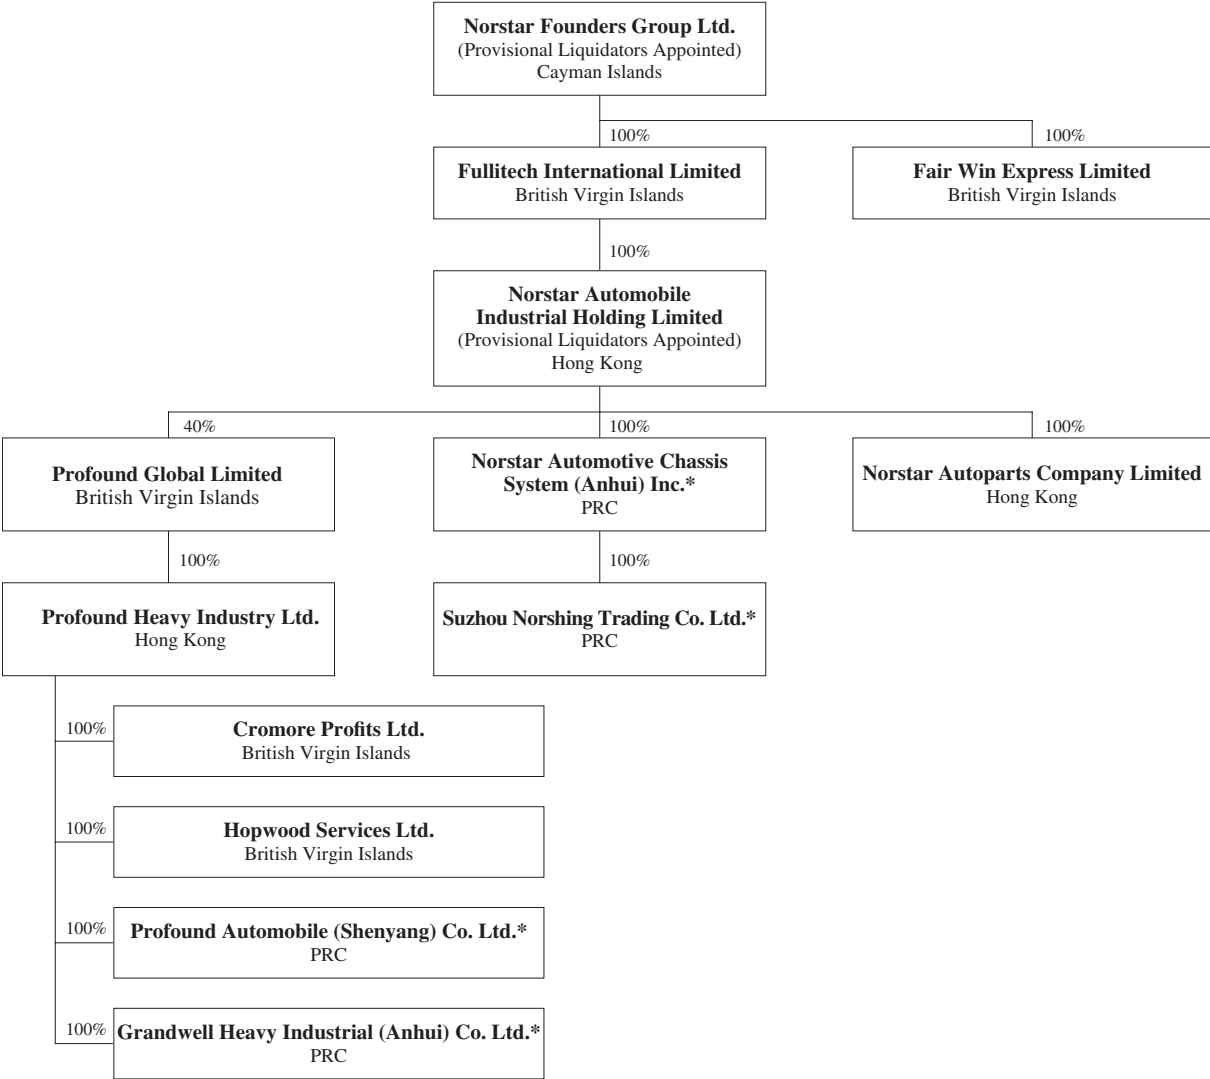 Norstar Founders Group Ltd.
(Provisional Liquidators Appointed)
Cayman Islands
100%
100%
Fullitech International Limited
British Virgin Islands
Fair Win Express Limited
British Virgin Islands
100%
Norstar Automobile
Industrial Holding Limited
(Provisional Liquidators Appointed)
Hong Kong
40%
100%
100%
Profound Global Limited
British Virgin Islands
Norstar Automotive Chassis
System (Anhui) Inc.*
PRC
Norstar Autoparts Company Limited
Hong Kong
100%
100%
Profound Heavy Industry Ltd.
Hong Kong
Suzhou Norshing Trading Co. Ltd.*
PRC
100%
Cromore Profits Ltd.
British Virgin Islands
100%
Hopwood Services Ltd.
British Virgin Islands
100%
Profound Automobile (Shenyang) Co. Ltd.*
PRC
100%
Grandwell Heavy Industrial (Anhui) Co. Ltd.*
PRC